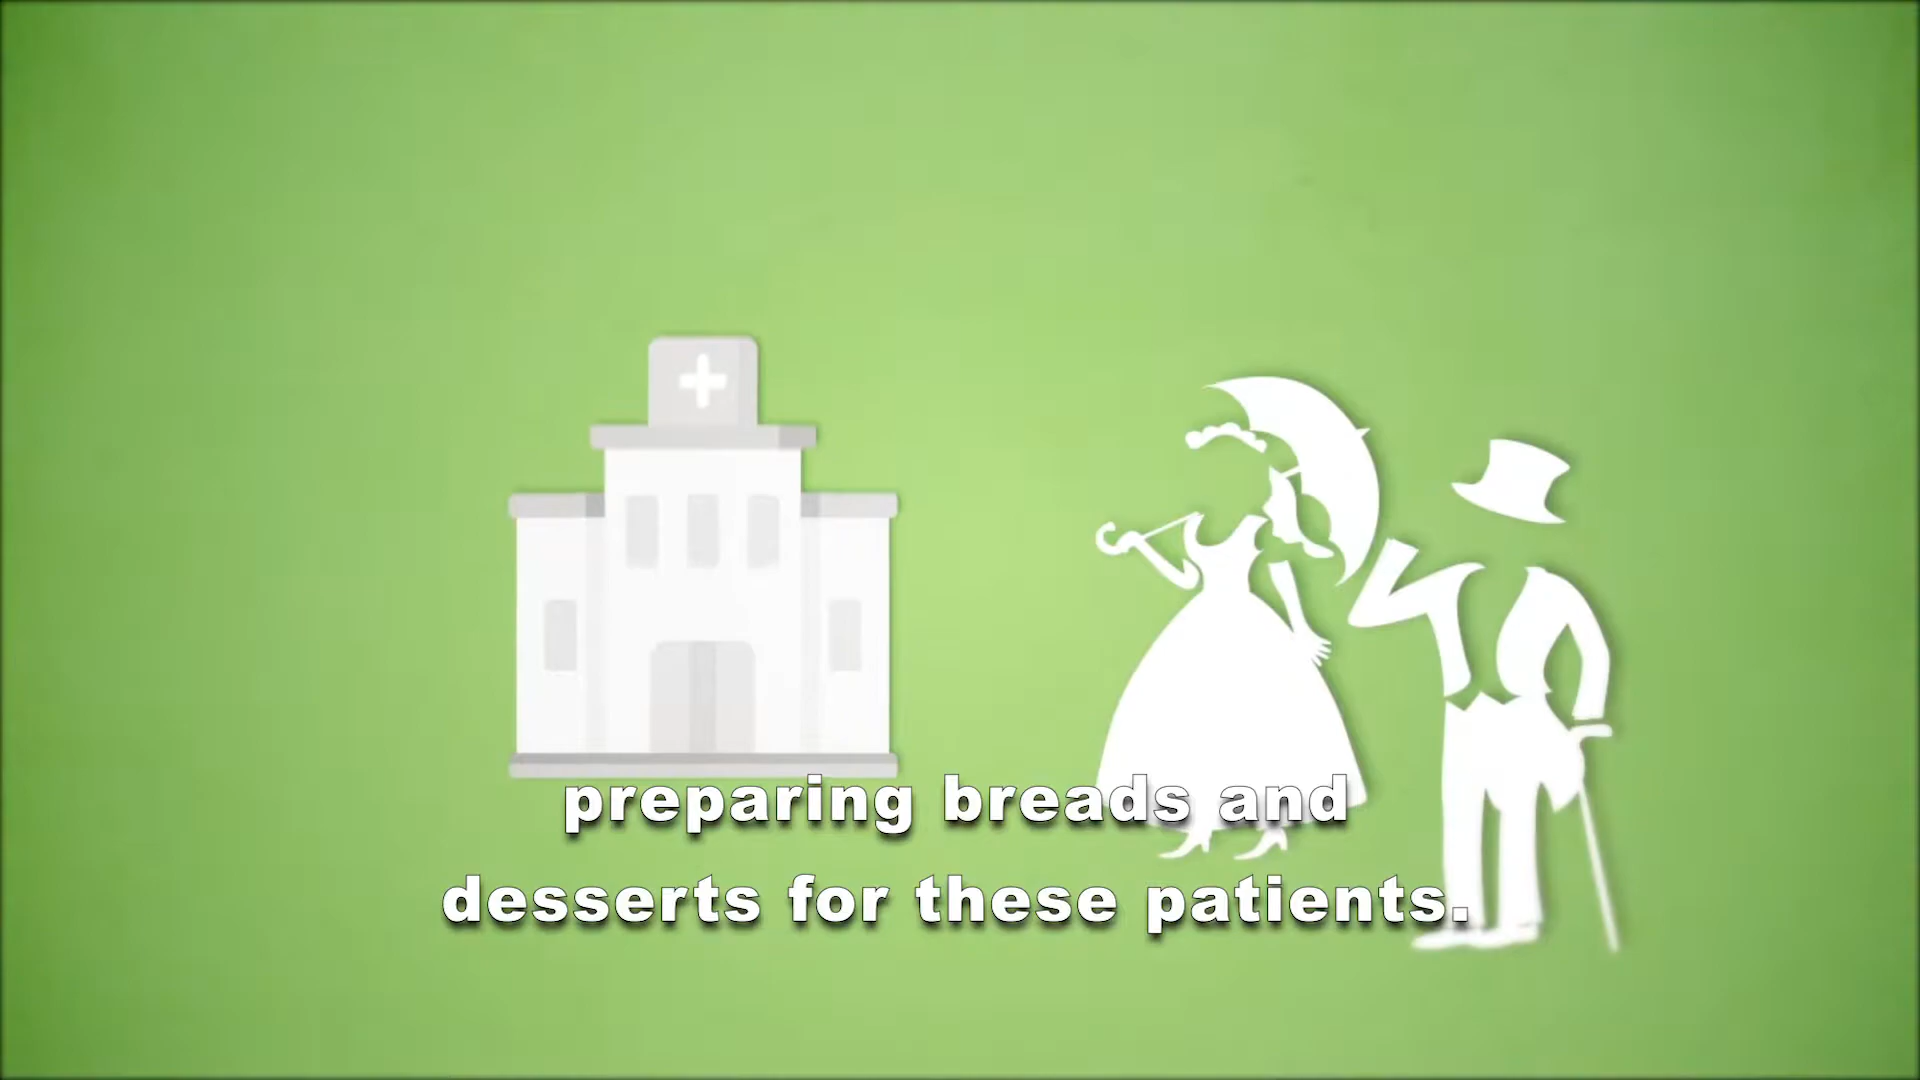 preparing breads and
desserts for these patients.